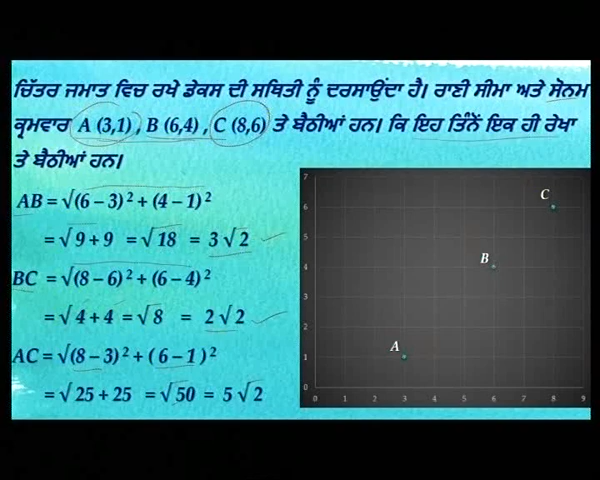 ਚਿੱਤਰ ਜਮਾਤ ਵਿਚ ਰਖੇ ਡੇਕਸ ਦੀ ਸਥਿਤੀ ਨੂੰ ਦਰਸਾਉਂਦਾ ਹੈ। ਰਾਣੀ ਸੀਮਾ ਅਤੇ ਸੋਨਮ
ਕ੍ਰਮਵਾਰ A (3,1) , B (6,4) , C (8,6) ਤੇ ਬੈਠੀਆਂ ਹਨ। ਕਿ ਇਹ ਤਿੰਨੋਂ ਇਕ ਹੀ ਰੇਖਾ
ਤੇ ਬੈਠੀਆਂ ਹਨ।
AB = √(6 – 3) ² + (4 – 1) ²
= √ 9 + 9 = √ 18 = 3 √ 2
BC = √(8 – 6) ² + (6 – 4) ²
= √ 4 + 4 = √ 8 = 2 √ 2
AC = √(8 – 3) ² + ( 6 – 1 ) ²
= √ 25 + 25 = √ 50 = 5 √ 2
7
6
5
4
3
2
1
0
C
B
A
0 1 2 3 4 5 6 7 8 9